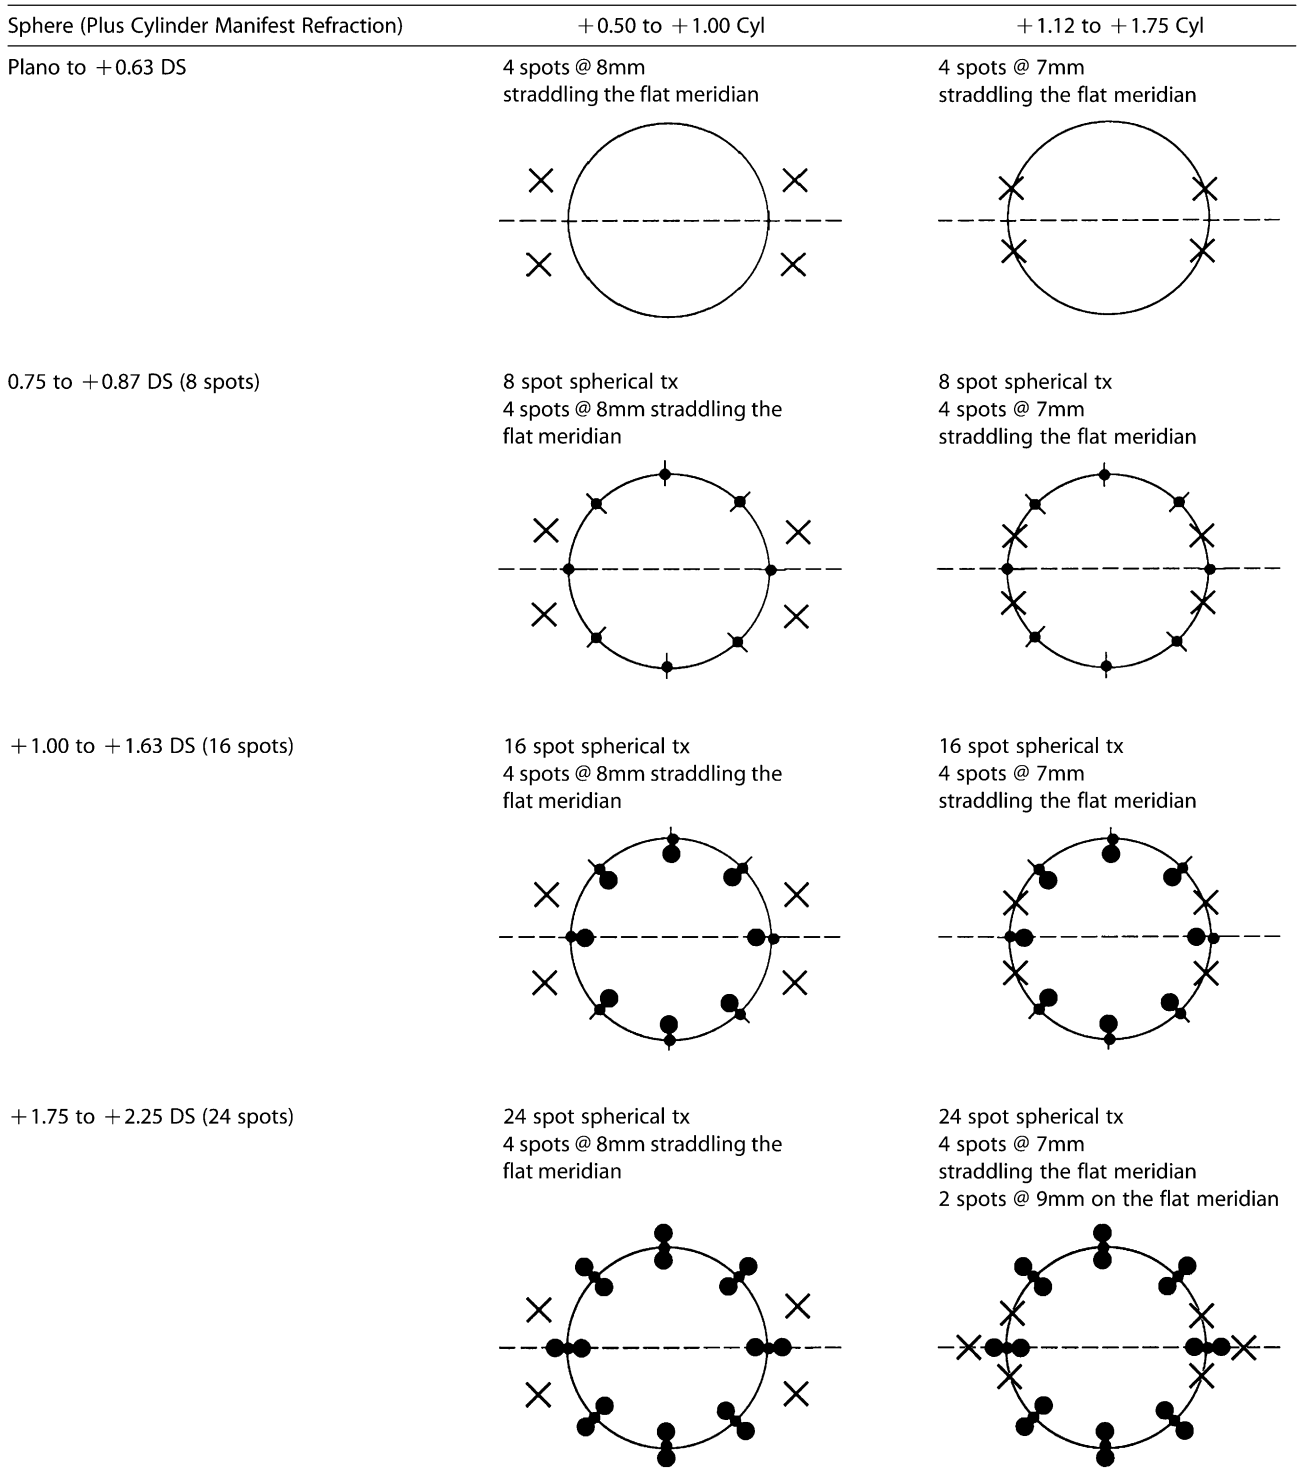 Sphere (Plus Cylinder Manifest Refraction) +0.50 to +1.00 Cyl +1.12 to +1.75 Cyl
Plano to +0.63 DS
4 spots @ 8mm
straddling the flat meridian
4 spots @ 7mm
straddling the flat meridian
0.75 to +0.87 DS (8 spots)
8 spot spherical tx
4 spots @ 8mm straddling the
flat meridian
8 spot spherical tx
4 spots @ 7mm
straddling the flat meridian
+1.00 to +1.63 DS (16 spots)
16 spot spherical tx
4 spots @ 8mm straddling the
flat meridian
16 spot spherical tx
4 spots @ 7mm
straddling the flat meridian
+1.75 to +2.25 DS (24 spots)
24 spot spherical tx
4 spots @ 8mm straddling the
flat meridian
24 spot spherical tx
4 spots @ 7mm
straddling the flat meridian
2 spots @ 9mm on the flat meridian